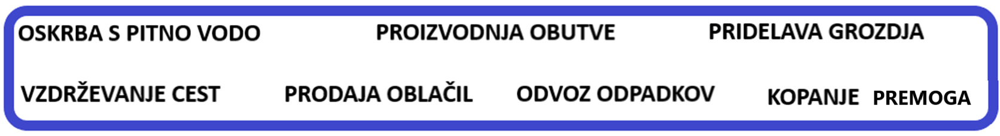 OSKRBA S PITNO VODO PROIZVODNJA OBUTVE PRIDELAVA GROZDJA
VZDRŽEVANJE CEST PRODAJA OBLAČIL ODVOZ ODPADKOV KOPANJE PREMOGA